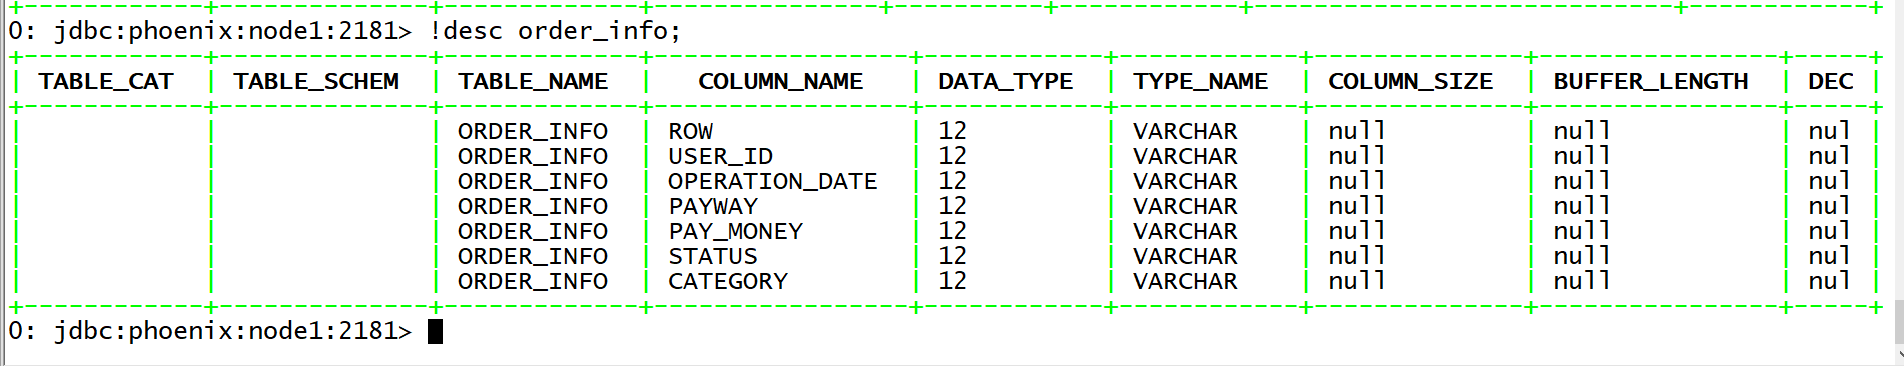 0: jdbc:phoenix:node1:2181> !desc order_info;
| TABLE_CAT | TABLE_SCHEM | TABLE_NAME | COLUMN_NAME | DATA_TYPE | TYPE_NAME | COLUMN_SIZE | BUFFER_LENGTH | DEC |
| | | ORDER_INFO | ROW | 12 | VARCHAR | null | null | nul |
| | | ORDER_INFO | USER_ID | 12 | VARCHAR | null | null | nul |
| | | ORDER_INFO | OPERATION_DATE | 12 | VARCHAR | null | null | nul |
| | | ORDER_INFO | PAYWAY | 12 | VARCHAR | null | null | nul |
| | | ORDER_INFO | PAY_MONEY | 12 | VARCHAR | null | null | nul |
| | | ORDER_INFO | STATUS | 12 | VARCHAR | null | null | nul |
| | | ORDER_INFO | CATEGORY | 12 | VARCHAR | null | null | nul |
0: jdbc:phoenix:node1:2181>